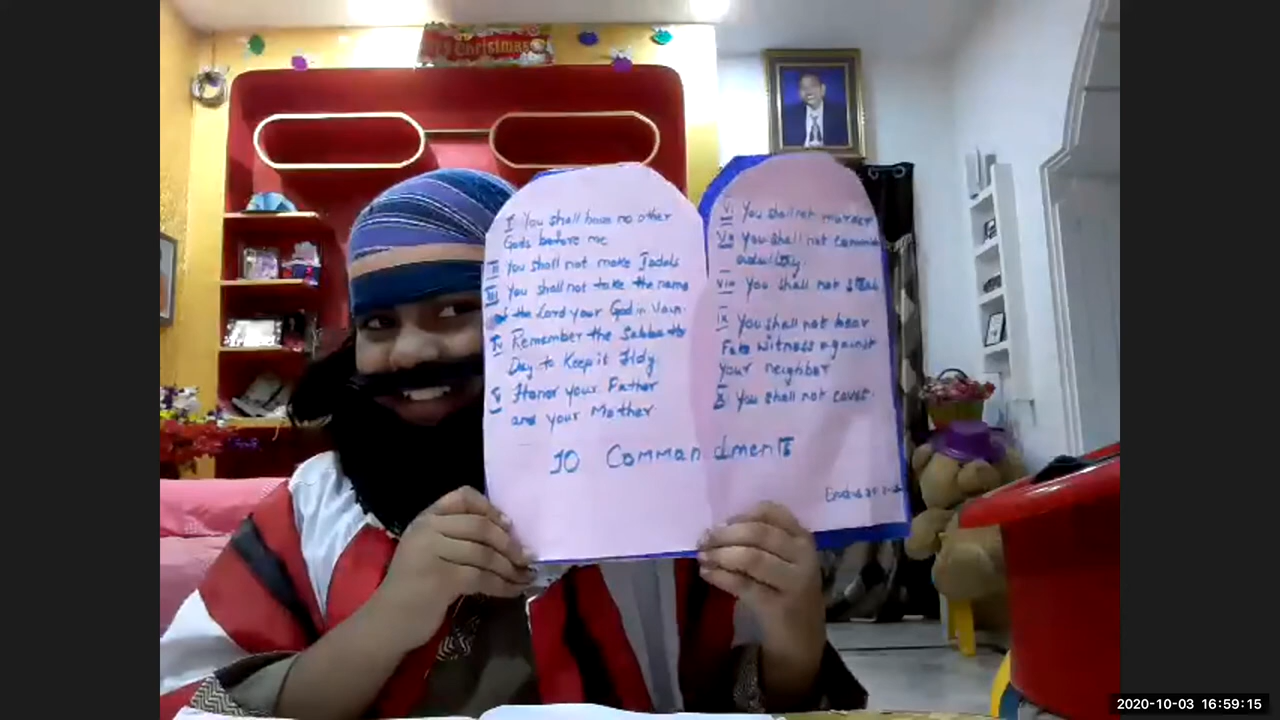 Christmas
I You shall have no other
Gods before me
II You shall not make Idols
III You shall not take the name
of the Lord your God in Vain.
IV Remember the Sabbath
Day to Keep it Holy
V Honor your Father
and your Mother
VI You shall not murder
VII You shall not commit
adultery.
VIII You shall not steal
IX You shall not bear
False witness against
your neighbor
X You shall not covet.
10 Commandments
Exodus
2020-10-03 16:59:15